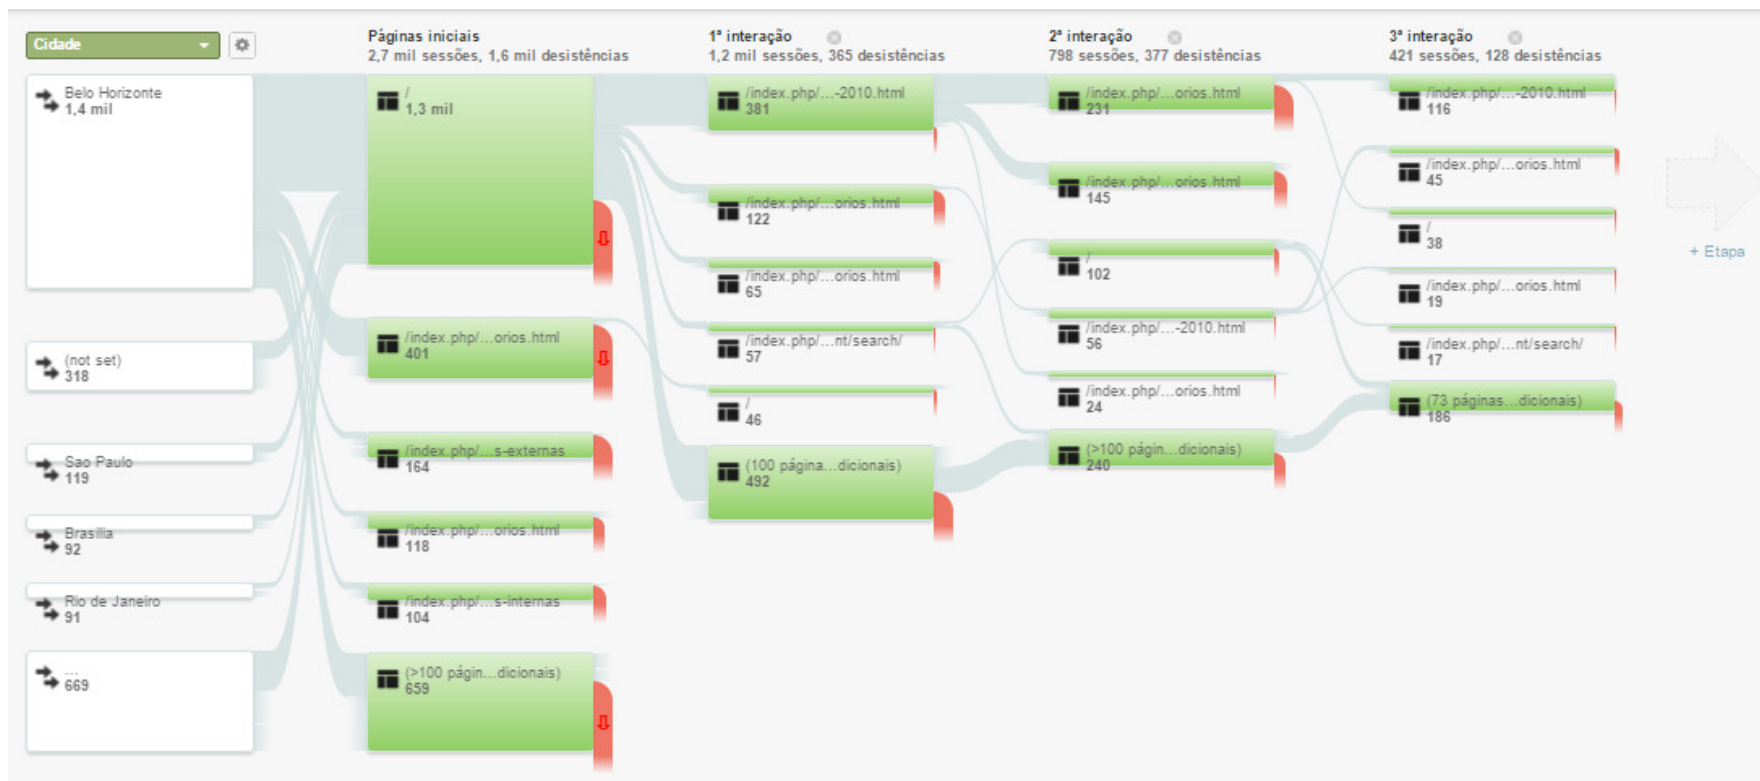 Cidade
Belo Horizonte
1,4 mil
(not set)
318
Sao Paulo
119
Brasilia
92
Rio de Janeiro
91
...
669
Páginas iniciais
2,7 mil sessões, 1,6 mil desistências
/
1,3 mil
/index.php/...orios.html
401
/index.php/...s-externas
164
/index.php/...orios.html
118
/index.php/...s-internas
104
(>100 págin...dicionais)
659
1ª interação
1,2 mil sessões, 365 desistências
/index.php/...-2010.html
381
/index.php/...orios.html
122
/index.php/...orios.html
65
/index.php/...nt/search/
57
/
46
(100 página...dicionais)
492
2ª interação
798 sessões, 377 desistências
/index.php/...orios.html
231
/index.php/...orios.html
145
/
102
/index.php/...-2010.html
56
/index.php/...orios.html
24
(>100 págin...dicionais)
240
3ª interação
421 sessões, 128 desistências
/index.php/...-2010.html
116
/index.php/...orios.html
45
/
38
/index.php/...orios.html
19
/index.php/...nt/search/
17
(73 páginas...dicionais)
186
+ Etapa